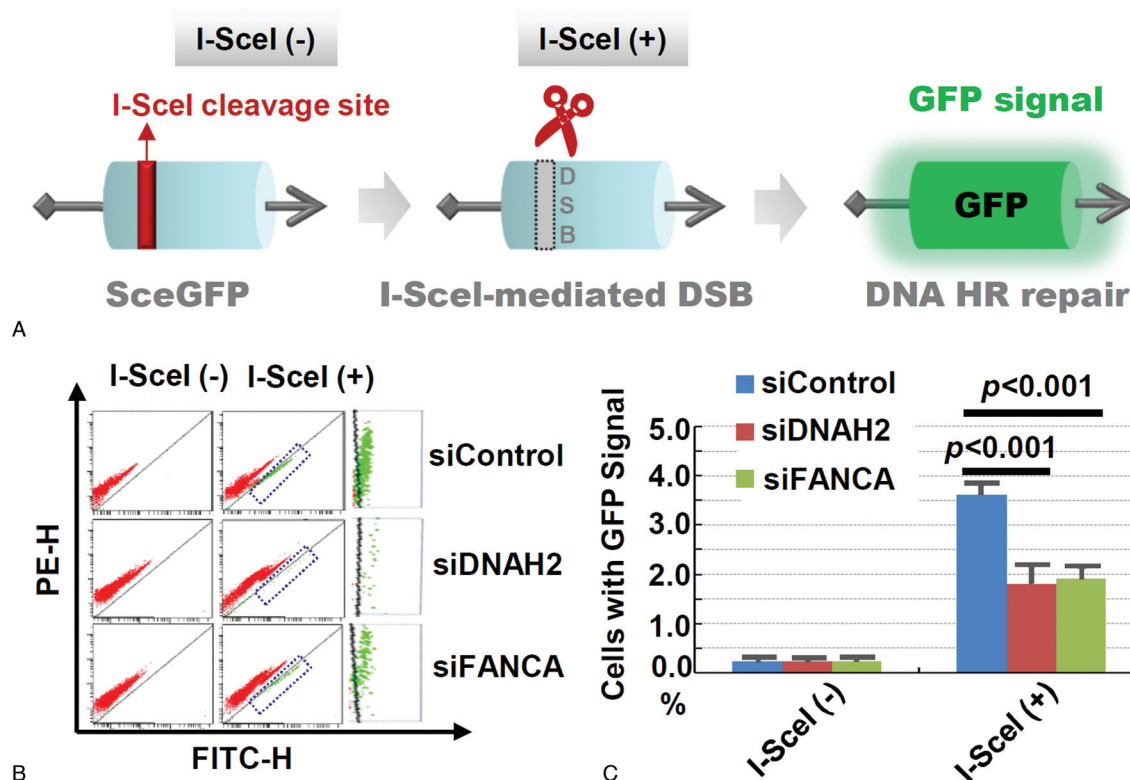 I-SceI (-)
I-SceI (+)
I-SceI cleavage site
GFP signal
D
S
B
GFP
SceGFP
I-SceI-mediated DSB
DNA HR repair
A
I-SceI (-)
I-SceI (+)
siControl
siDNAH2
siFANCA
PE-H
FITC-H
B
siControl
siDNAH2
siFANCA
p<0.001
p<0.001
Cells with GFP Signal
5.0
4.0
3.0
2.0
1.0
0.0
%
I-SceI (-)
I-SceI (+)
C